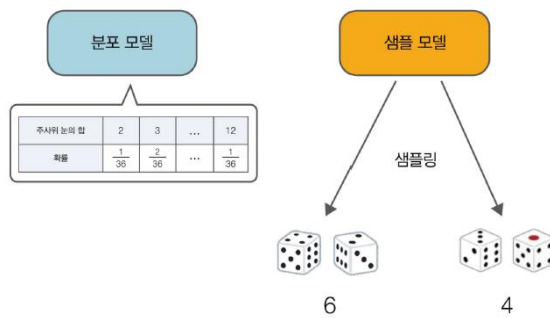 분포 모델
샘플 모델
주사위 눈의 합 2 3 … 12
확률 1/36 2/36 … 1/36
샘플링
6 4